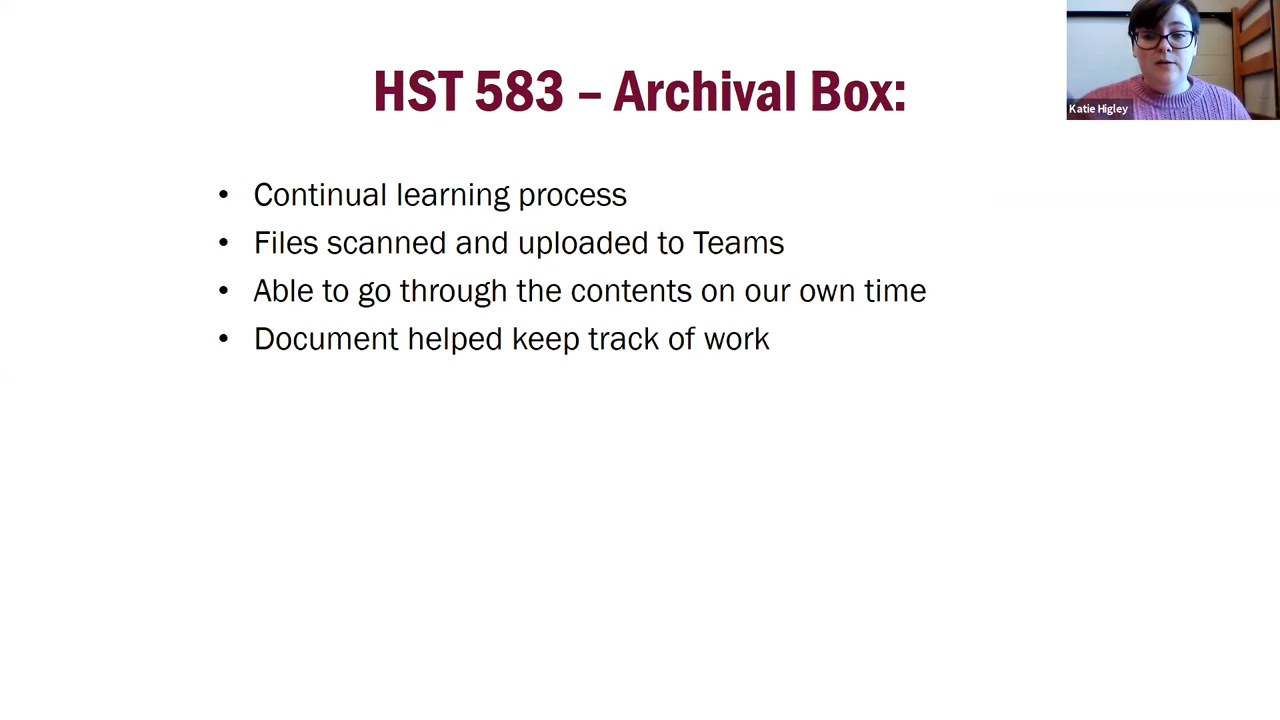 HST 583 – Archival Box:
Katie Higley
• Continual learning process
• Files scanned and uploaded to Teams
• Able to go through the contents on our own time
• Document helped keep track of work